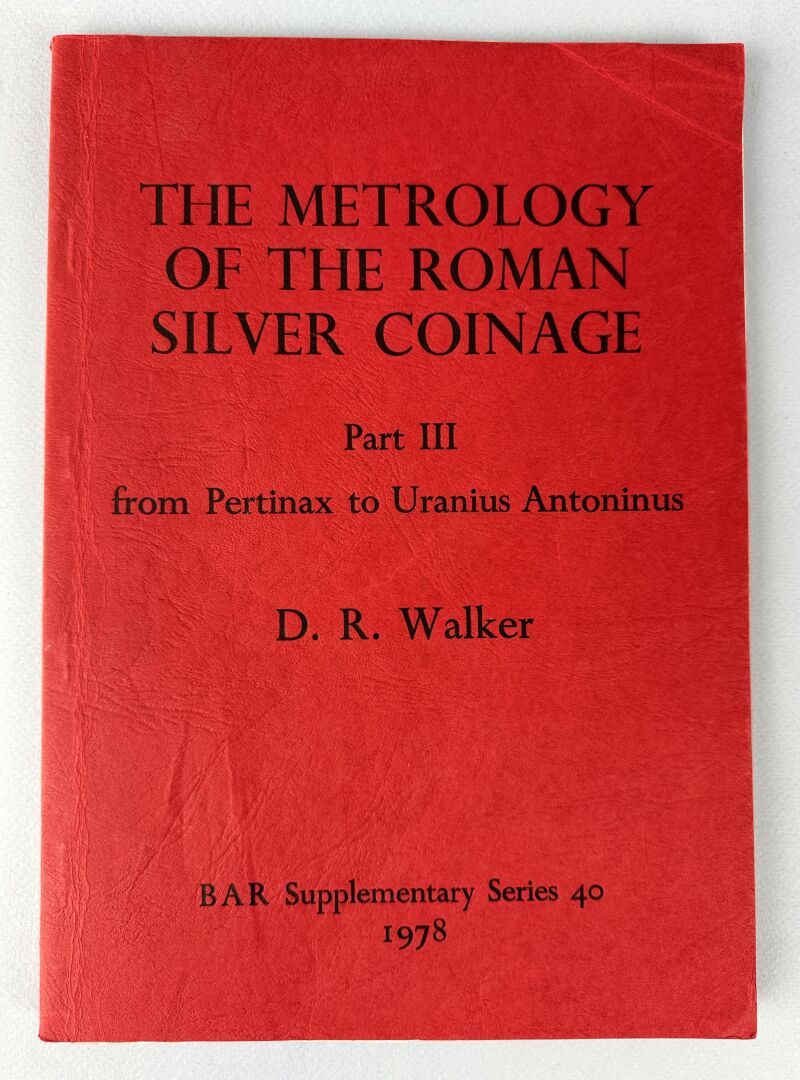 THE METROLOGY
OF THE ROMAN
SILVER COINAGE
Part III
from Pertinax to Uranius Antoninus
D. R. Walker
BAR Supplementary Series 40
1978